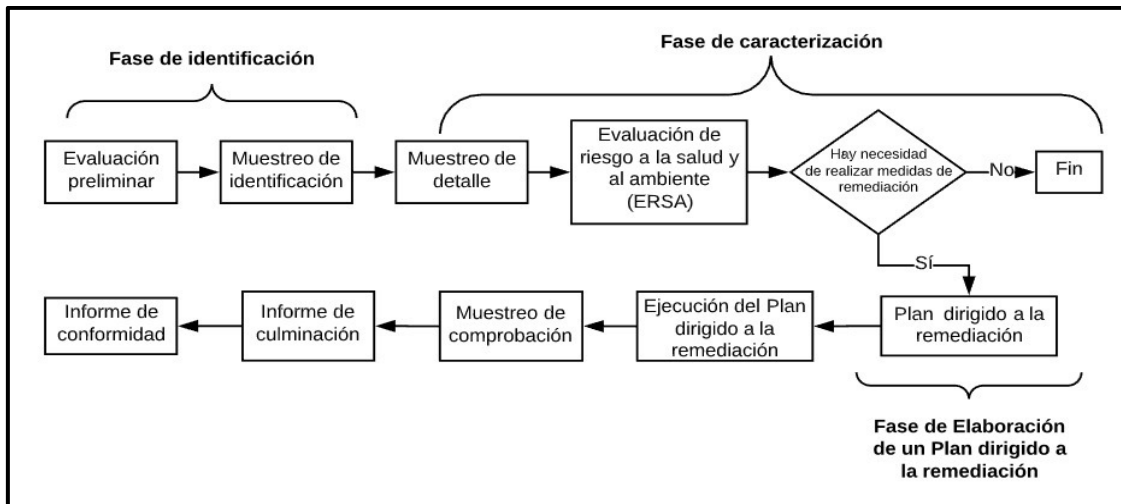 Fase de identificación
Fase de caracterización
Evaluación
preliminar
Muestreo de
identificación
Muestreo de
detalle
Evaluación de
riesgo a la salud y
al ambiente
(ERSA)
Hay necesidad
de realizar medidas de
remediación
No
Fin
Sí
Informe de
conformidad
Informe de
culminación
Muestreo de
comprobación
Ejecución del Plan
dirigido a la
remediación
Plan dirigido a la
remediación
Fase de Elaboración
de un Plan dirigido a
la remediación